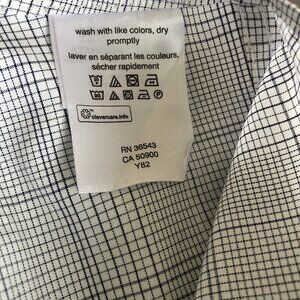 wash with like colors, dry
promptly
laver en séparant les couleurs,
sécher rapidement
clevercare.info
RN 36543
CA 50900
Y82